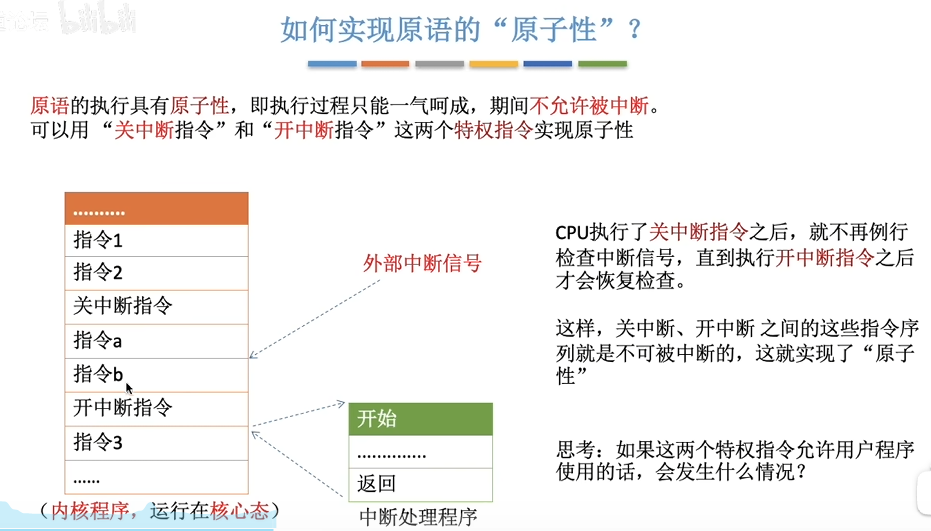 bilibili
如何实现原语的“原子性”？
原语的执行具有原子性，即执行过程只能一气呵成，期间不允许被中断。
可以用 “关中断指令”和“开中断指令”这两个特权指令实现原子性
..........
指令1
指令2
关中断指令
指令a
指令b
开中断指令
指令3
......
（内核程序，运行在核心态）
外部中断信号
开始
..............
返回
中断处理程序
CPU执行了关中断指令之后，就不再例行
检查中断信号，直到执行开中断指令之后
才会恢复检查。
这样，关中断、开中断 之间的这些指令序
列就是不可被中断的，这就实现了“原子
性”
思考：如果这两个特权指令允许用户程序
使用的话，会发生什么情况？